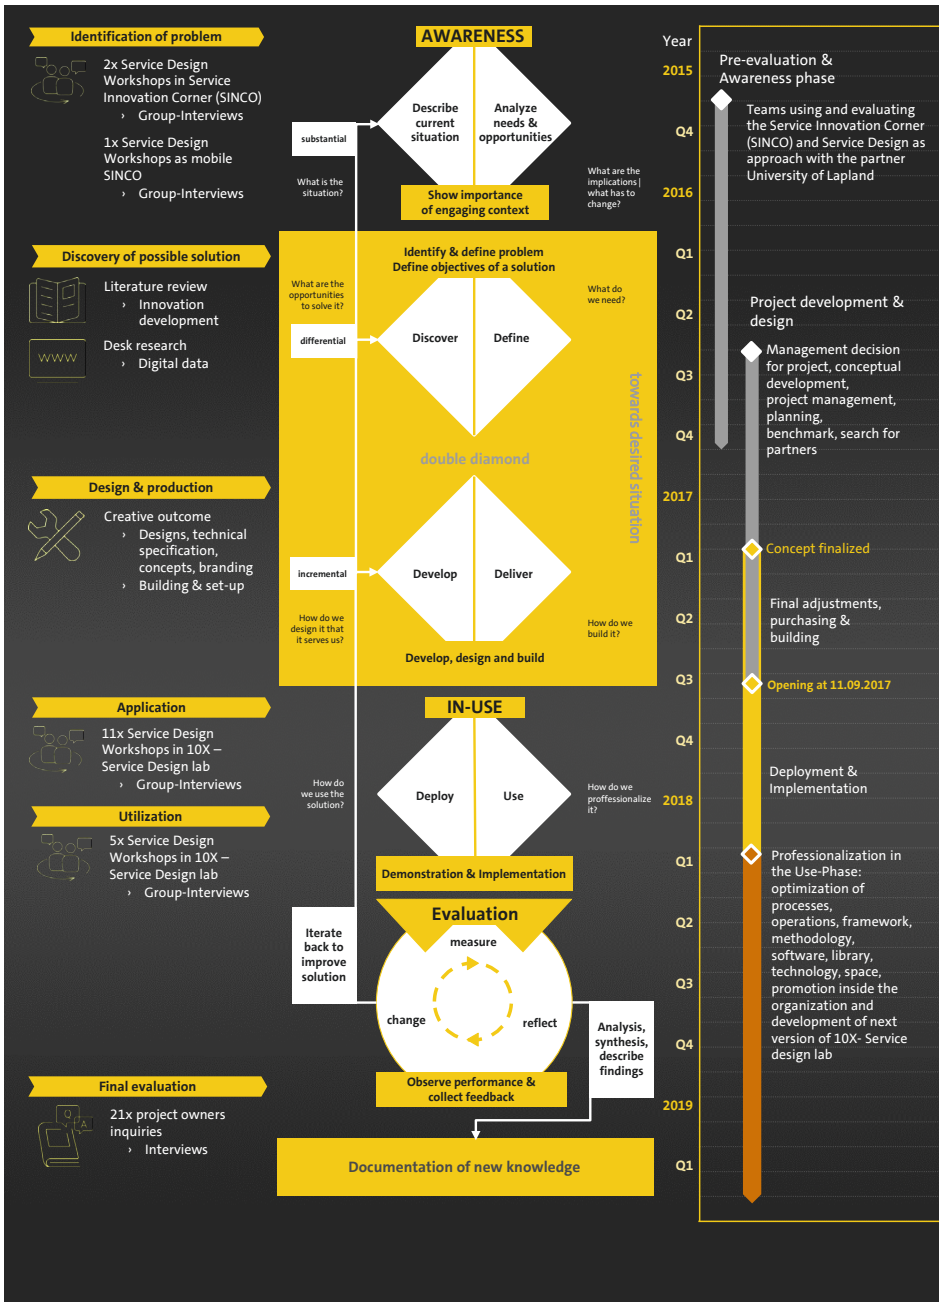 Identification of problem
2x Service Design
Workshops in Service
Innovation Corner (SINCO)
› Group-Interviews
1x Service Design
Workshops as mobile
SINCO
› Group-Interviews
Discovery of possible solution
Literature review
› Innovation
development
WWW
Desk research
› Digital data
Design & production
Creative outcome
› Designs, technical
specification,
concepts, branding
› Building & set-up
Application
11x Service Design
Workshops in 10X –
Service Design lab
› Group-Interviews
Utilization
5x Service Design
Workshops in 10X –
Service Design lab
› Group-Interviews
Final evaluation
Q
A
21x project owners
inquiries
› Interviews
AWARENESS
Describe
current
situation
Analyze
needs &
opportunities
substantial
What is the
situation?
What are the
implications |
what has to
change?
Show importance
of engaging context
Identify & define problem
Define objectives of a solution
What are the
opportunities
to solve it?
What do
we need?
differential
Discover
Define
towards desired situation
double diamond
incremental
Develop
Deliver
How do we
design it that
it serves us?
How do we
build it?
Develop, design and build
IN-USE
How do
we use the
solution?
Deploy
Use
How do we
proffessionalize
it?
Demonstration & Implementation
Evaluation
measure
change
reflect
Iterate
back to
improve
solution
Analysis,
synthesis,
describe
findings
Observe performance &
collect feedback
Documentation of new knowledge
Year
2015
Q4
2016
Q1
Q2
Q3
Q4
2017
Q1
Q2
Q3
Q4
2018
Q1
Q2
Q3
Q4
2019
Q1
Pre-evaluation &
Awareness phase
Teams using and evaluating
the Service Innovation Corner
(SINCO) and Service Design as
approach with the partner
University of Lapland
Project development &
design
Management decision
for project, conceptual
development,
project management,
planning,
benchmark, search for
partners
Concept finalized
Final adjustments,
purchasing &
building
Opening at 11.09.2017
Deployment &
Implementation
Professionalization in
the Use-Phase:
optimization of
processes,
operations, framework,
methodology,
software, library,
technology, space,
promotion inside the
organization and
development of next
version of 10X- Service
design lab